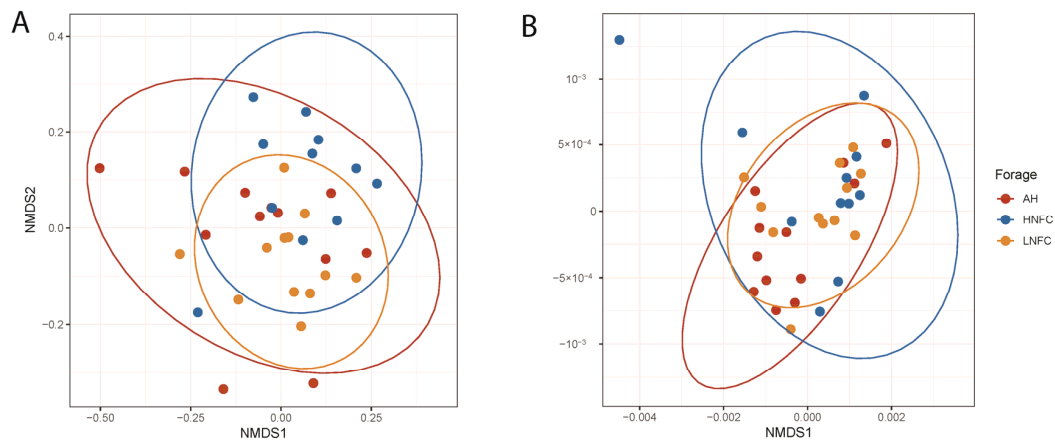 A
0.4
0.2
0.0
−0.2
NMDS2
−0.50
−0.25
0.00
0.25
NMDS1
B
10⁻³
5×10⁻⁴
0
−5×10⁻⁴
−10⁻³
−0.004
−0.002
0.000
0.002
NMDS1
Forage
AH
HNFC
LNFC